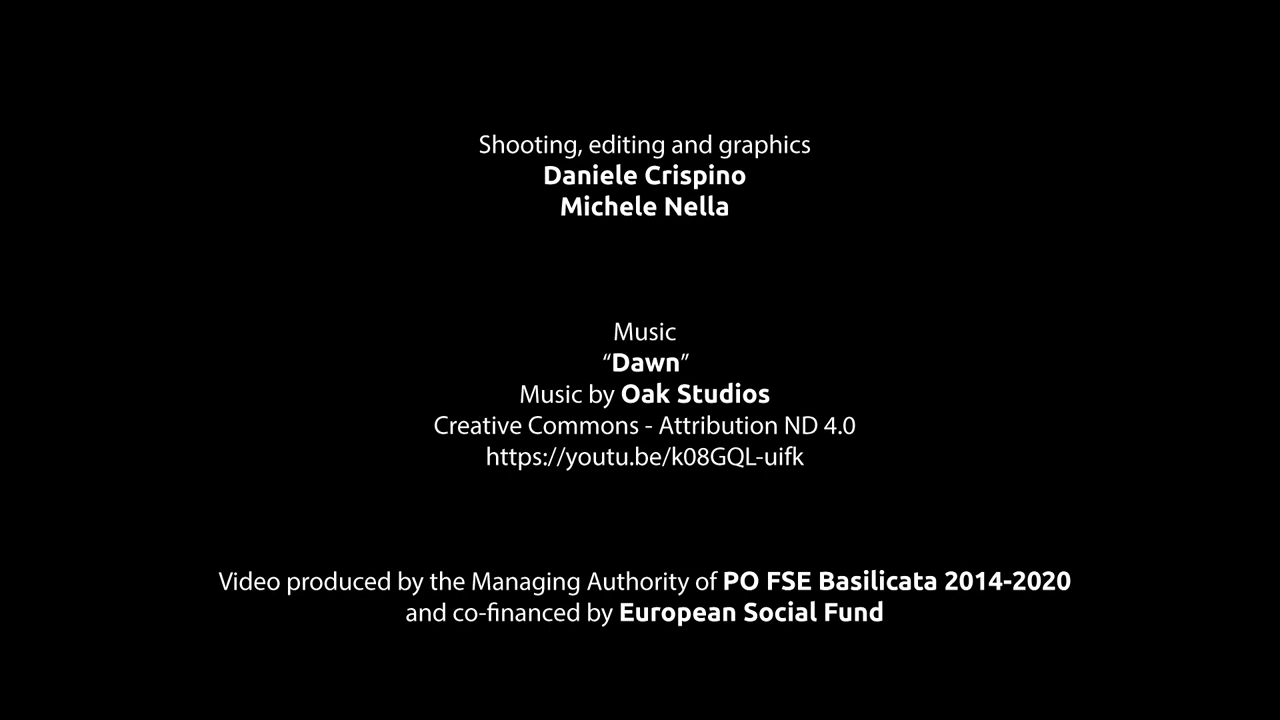 Shooting, editing and graphics
Daniele Crispino
Michele Nella
Music
“Dawn”
Music by Oak Studios
Creative Commons - Attribution ND 4.0
https://youtu.be/k08GQL-uifk
Video produced by the Managing Authority of PO FSE Basilicata 2014-2020
and co-financed by European Social Fund